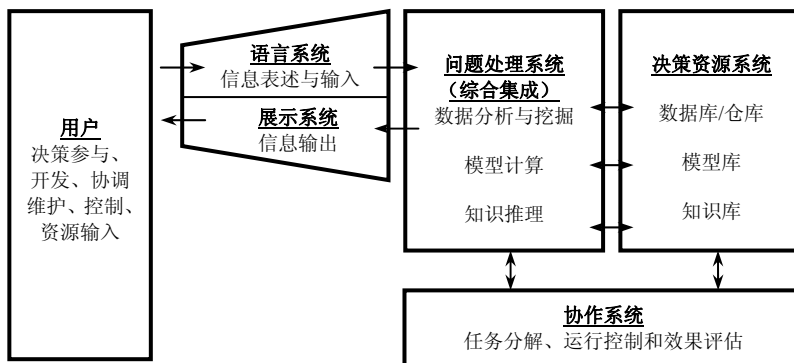 用户
决策参与、
开发、协调
维护、控制、
资源输入
语言系统
信息表述与输入
展示系统
信息输出
问题处理系统
（综合集成）
数据分析与挖掘
模型计算
知识推理
决策资源系统
数据库/仓库
模型库
知识库
协作系统
任务分解、运行控制和效果评估